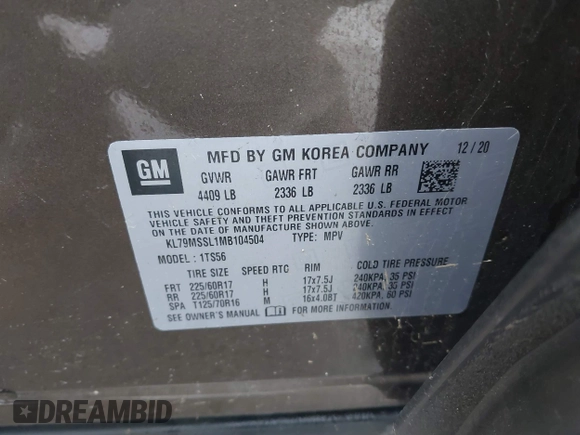 GM
MFD BY GM KOREA COMPANY 12/20
GVWR GAWR FRT GAWR RR
4409 LB 2336 LB 2336 LB
THIS VEHICLE CONFORMS TO ALL APPLICABLE U.S. FEDERAL MOTOR
VEHICLE SAFETY AND THEFT PREVENTION STANDARDS IN EFFECT
ON THE DATE OF MANUFACTURE SHOWN ABOVE.
KL79MSSL1MB104504 TYPE: MPV
MODEL: 1TS56
TIRE SIZE SPEED RTG RIM COLD TIRE PRESSURE
FRT 225/60R17 H 17x7.5J 240KPA, 35 PSI
RR 225/60R17 H 17x7.5J 240KPA, 35 PSI
SPA T125/70R16 M 16x4.0BT 420KPA, 60 PSI
SEE OWNER'S MANUAL FOR MORE INFORMATION.
DREAMBID